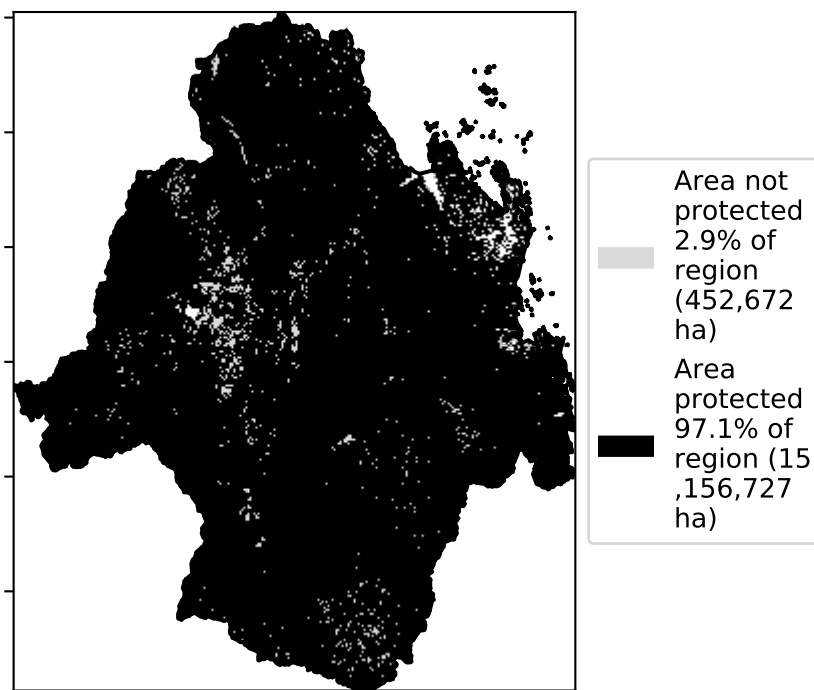 Area not
protected
2.9% of
region
(452,672
ha)
Area
protected
97.1% of
region (15
,156,727
ha)